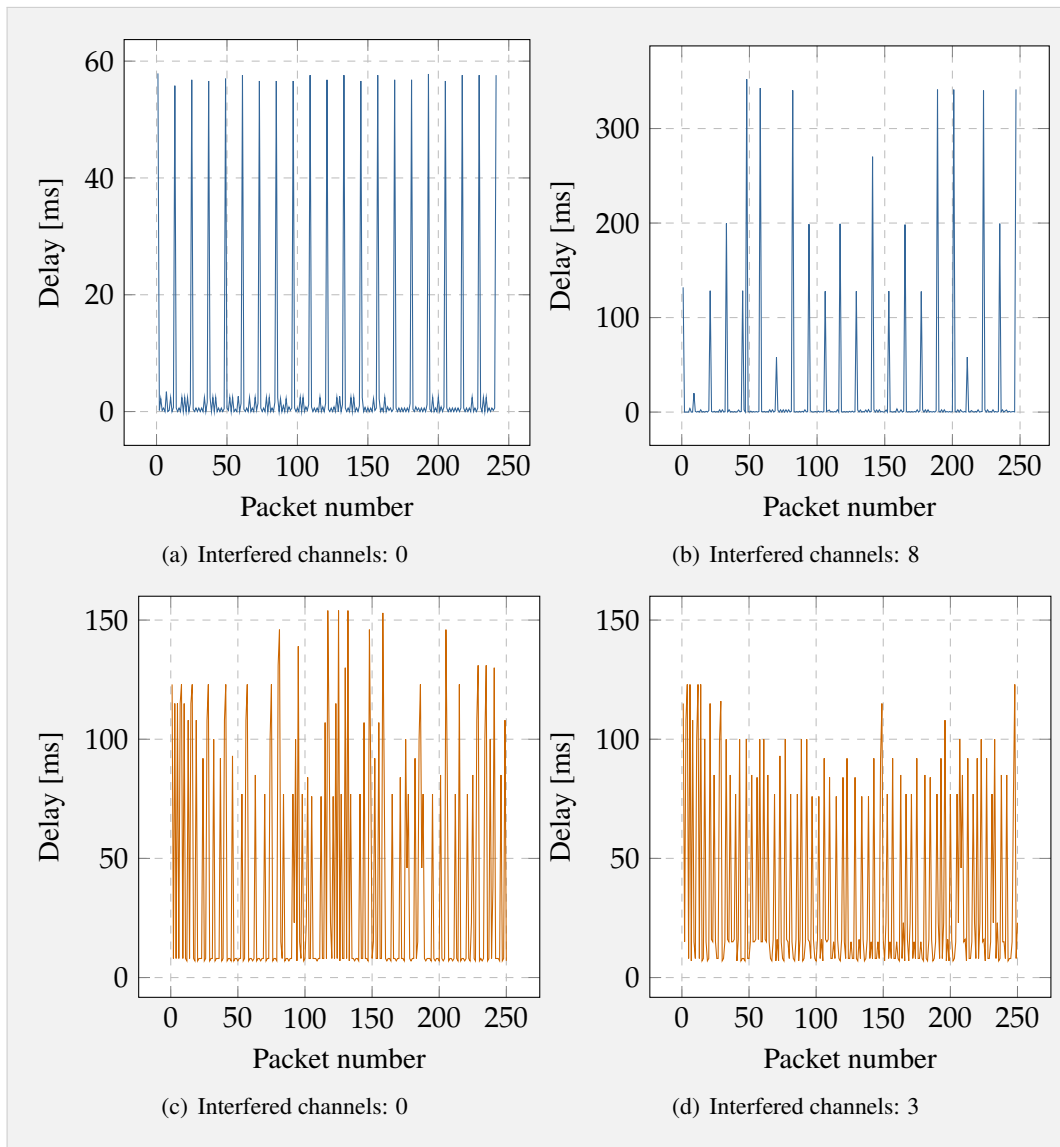 60
40
20
0
Delay [ms]
0 50 100 150 200 250
Packet number
(a) Interfered channels: 0
300
200
100
0
Delay [ms]
0 50 100 150 200 250
Packet number
(b) Interfered channels: 8
150
100
50
0
Delay [ms]
0 50 100 150 200 250
Packet number
(c) Interfered channels: 0
150
100
50
0
Delay [ms]
0 50 100 150 200 250
Packet number
(d) Interfered channels: 3